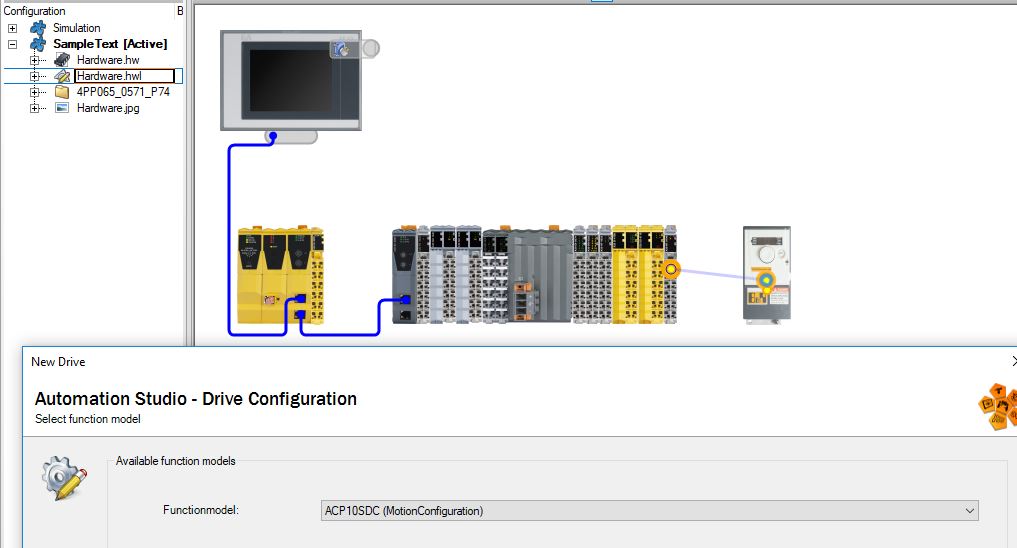 Configuration B
Simulation
SampleText [Active]
Hardware.hw
Hardware.hwl
4PP065_0571_P74
Hardware.jpg
New Drive
Automation Studio - Drive Configuration
Select function model
Available function models
Functionmodel: ACP10SDC (MotionConfiguration)